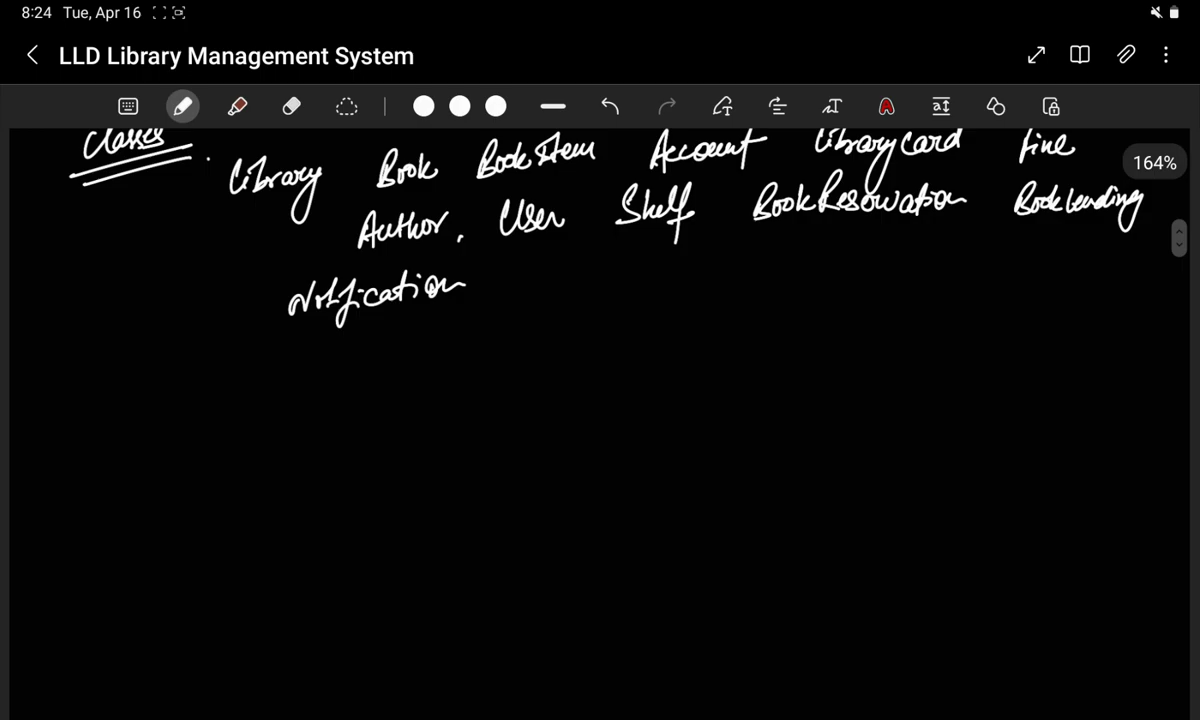 8:24 Tue, Apr 16
LLD Library Management System
164%
Classes
Library Book BookItem Account Librarycard fine
Author, User Shelf BookReservation Booklending
Notification